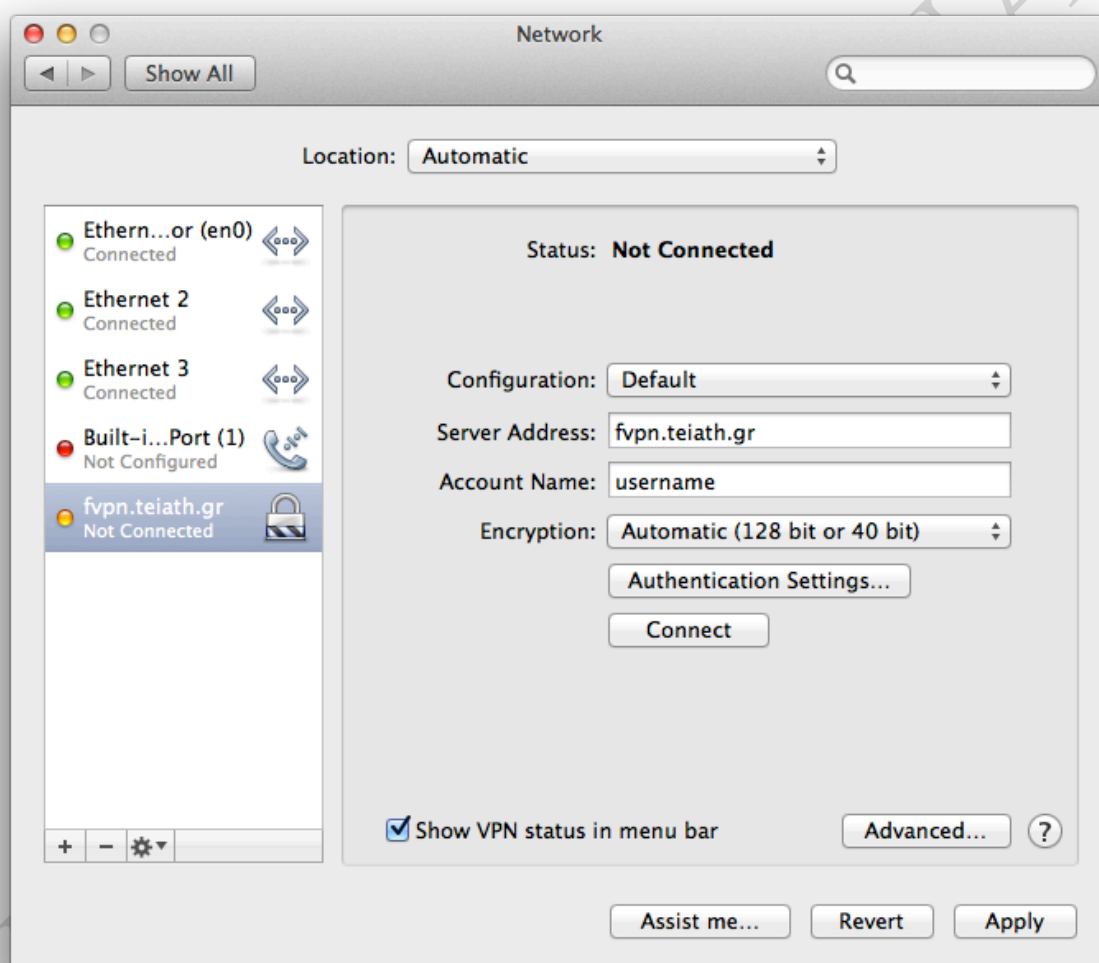 Network
Show All
Location: Automatic
Ethern...or (en0)
Connected
Ethernet 2
Connected
Ethernet 3
Connected
Built-i...Port (1)
Not Configured
fvpn.teiath.gr
Not Connected
Status: Not Connected
Configuration: Default
Server Address: fvpn.teiath.gr
Account Name: username
Encryption: Automatic (128 bit or 40 bit)
Authentication Settings...
Connect
Show VPN status in menu bar
Advanced... ?
Assist me... Revert Apply